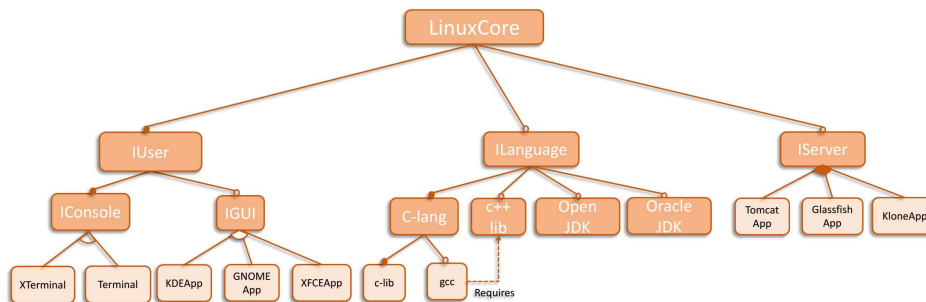 LinuxCore
IUser
ILanguage
IServer
IConsole
IGUI
C-lang
c++
lib
Open
JDK
Oracle
JDK
Tomcat
App
Glassfish
App
KloneApp
XTerminal
Terminal
KDEApp
GNOME
App
XFCEApp
c-lib
gcc
Requires